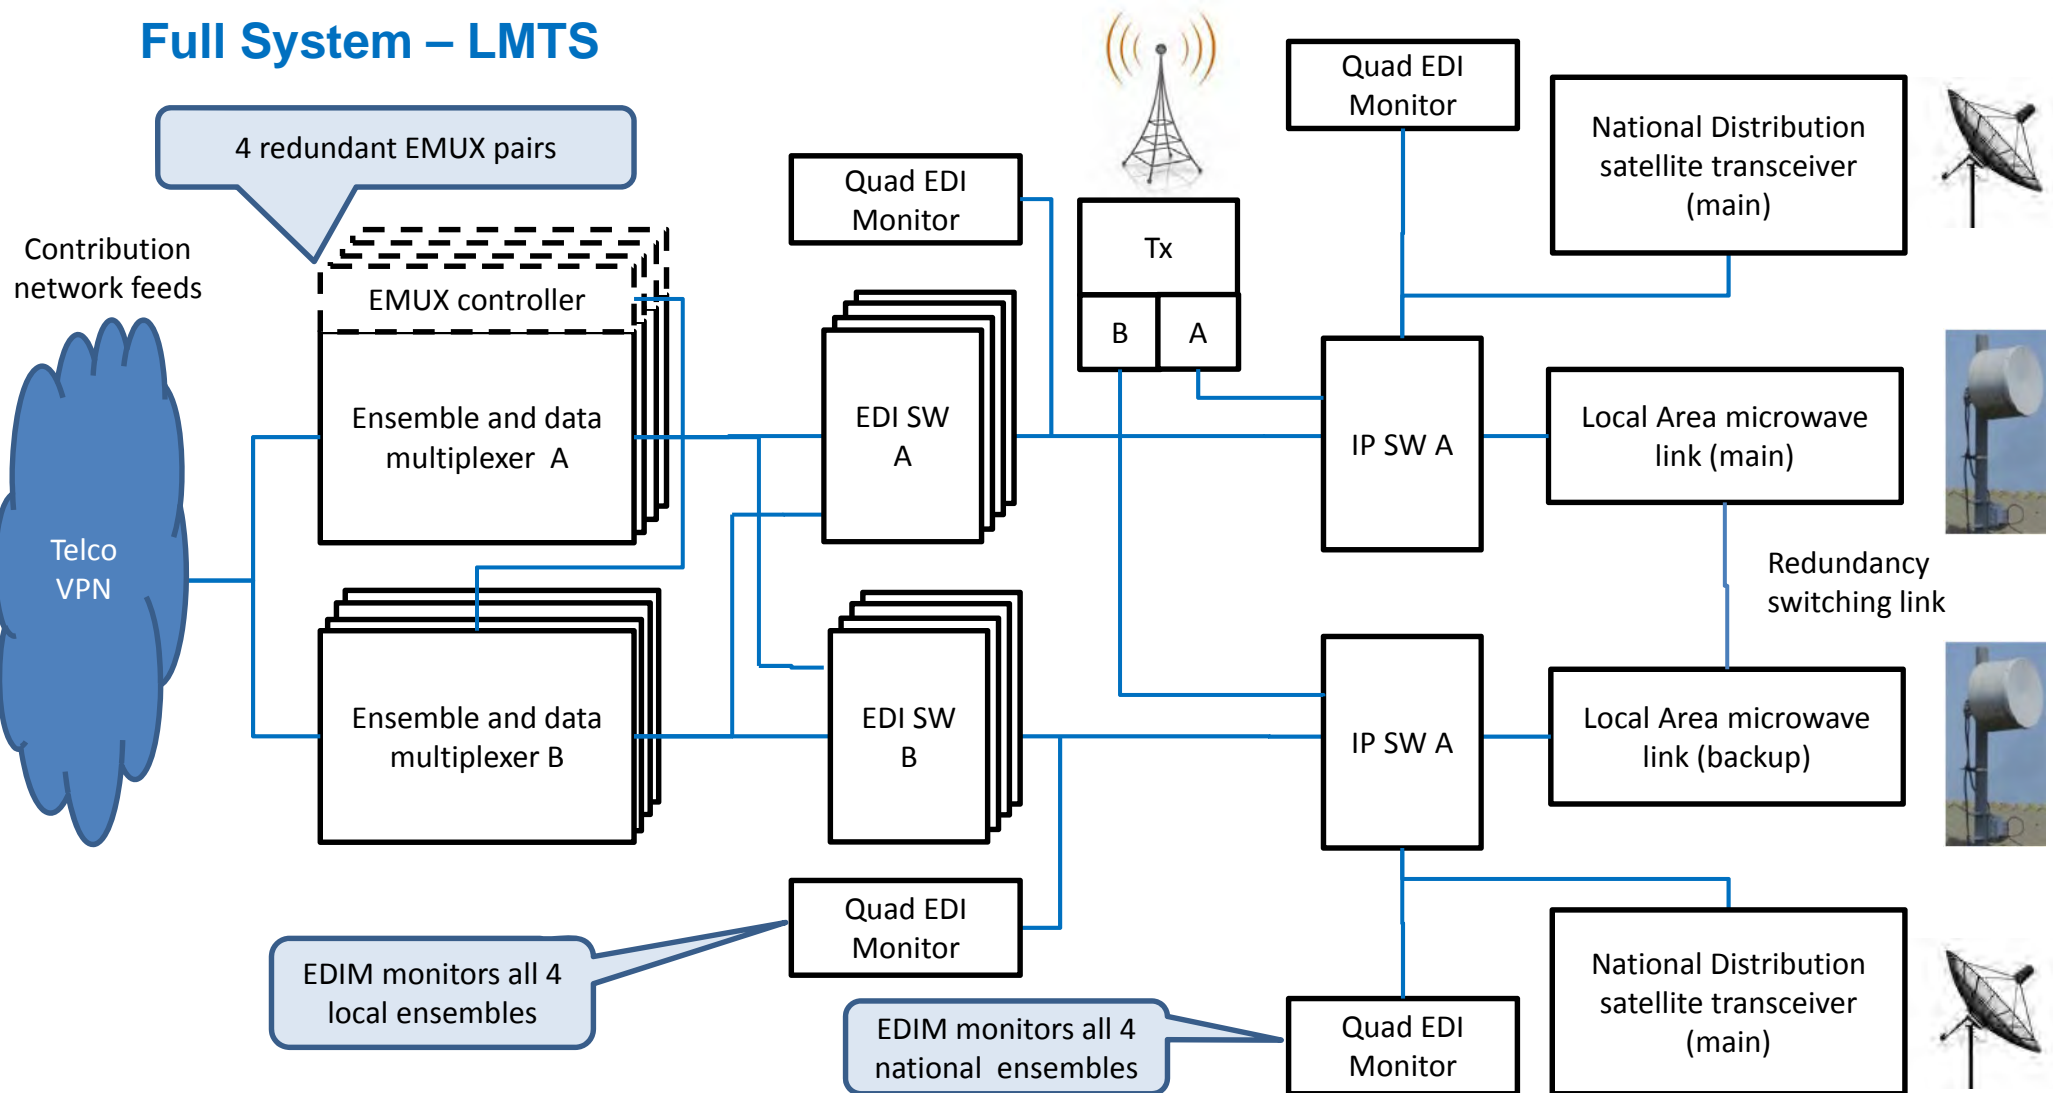 Full System – LMTS
4 redundant EMUX pairs
Contribution
network feeds
Telco
VPN
EMUX controller
Ensemble and data
multiplexer A
Ensemble and data
multiplexer B
Quad EDI
Monitor
EDI SW
A
EDI SW
B
Quad EDI
Monitor
EDIM monitors all 4
local ensembles
Tx
B
A
Quad EDI
Monitor
National Distribution
satellite transceiver
(main)
IP SW A
Local Area microwave
link (main)
Redundancy
switching link
IP SW A
Local Area microwave
link (backup)
EDIM monitors all 4
national ensembles
Quad EDI
Monitor
National Distribution
satellite transceiver
(main)